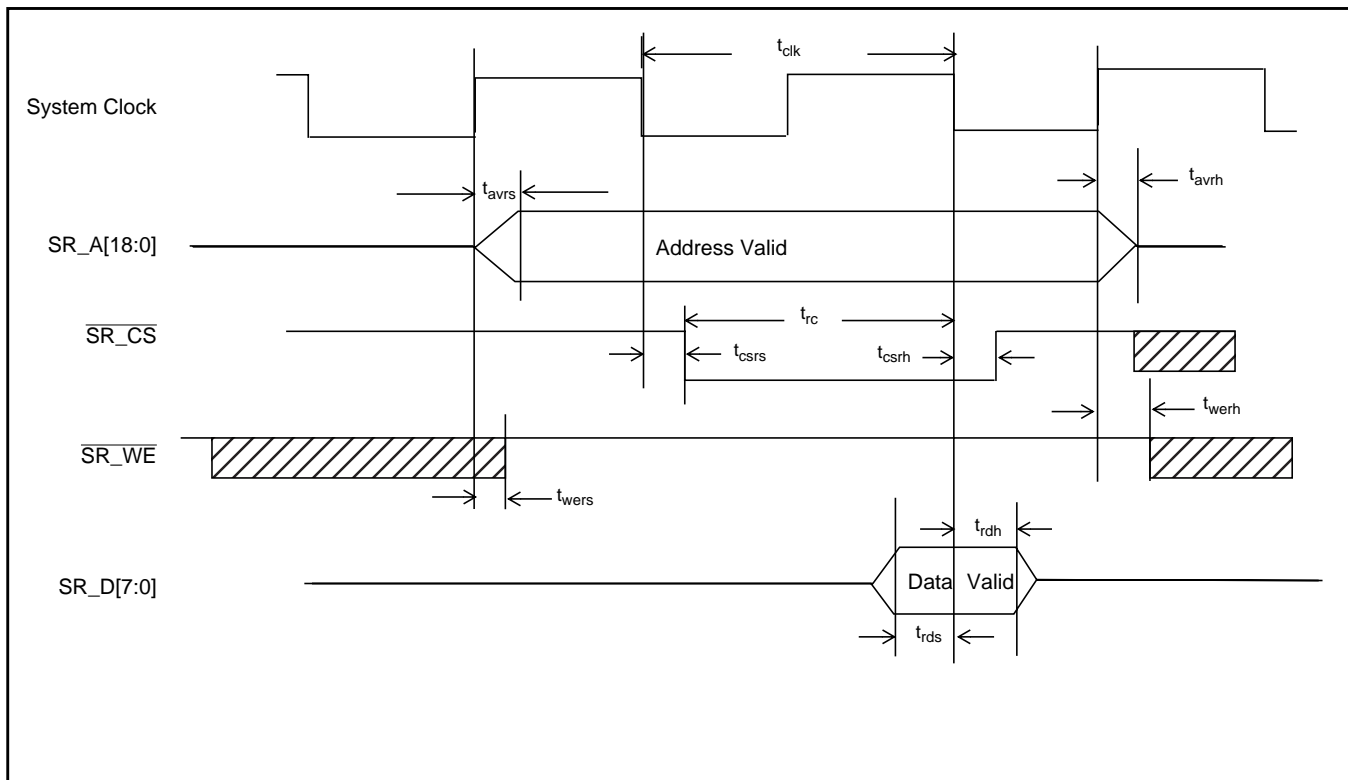 t_clk
System Clock
t_avrs
t_avrh
SR_A[18:0]
Address Valid
t_rc
SR_CS
t_csrs
t_csrh
t_werh
SR_WE
t_wers
t_rdh
SR_D[7:0]
Data Valid
t_rds